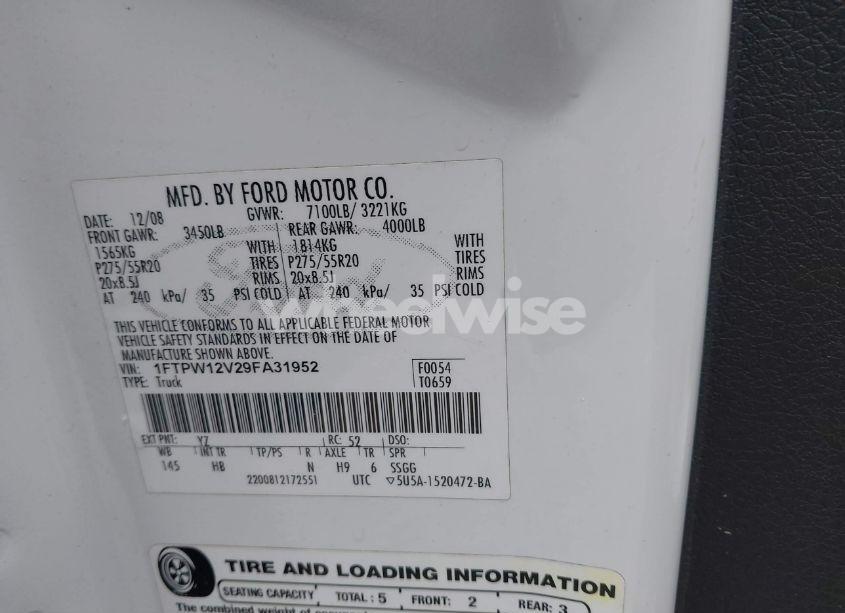 MFD. BY FORD MOTOR CO.
DATE: 12/08 GVWR: 7100LB/ 3221KG
FRONT GAWR: 3450LB REAR GAWR: 4000LB
1565KG WITH 1814KG WITH
P275/55R20 TIRES P275/55R20 TIRES
20x8.5J RIMS 20x8.5J RIMS
AT 240 kPa/ 35 PSI COLD AT 240 kPa/ 35 PSI COLD
THIS VEHICLE CONFORMS TO ALL APPLICABLE FEDERAL MOTOR
VEHICLE SAFETY STANDARDS IN EFFECT ON THE DATE OF
MANUFACTURE SHOWN ABOVE.
VIN: 1FTPW12V29FA31952 F0054
TYPE: Truck T0659
EXT PNT: YZ RC: 52 DSO:
WB INT TR TP/PS R AXLE TR SPR
145 HB N H9 6 SSGG
2200812172551 UTC ▽5U5A-1520472-BA
wheelwise
TIRE AND LOADING INFORMATION
SEATING CAPACITY TOTAL: 5 FRONT: 2 REAR: 3
The combined weight of